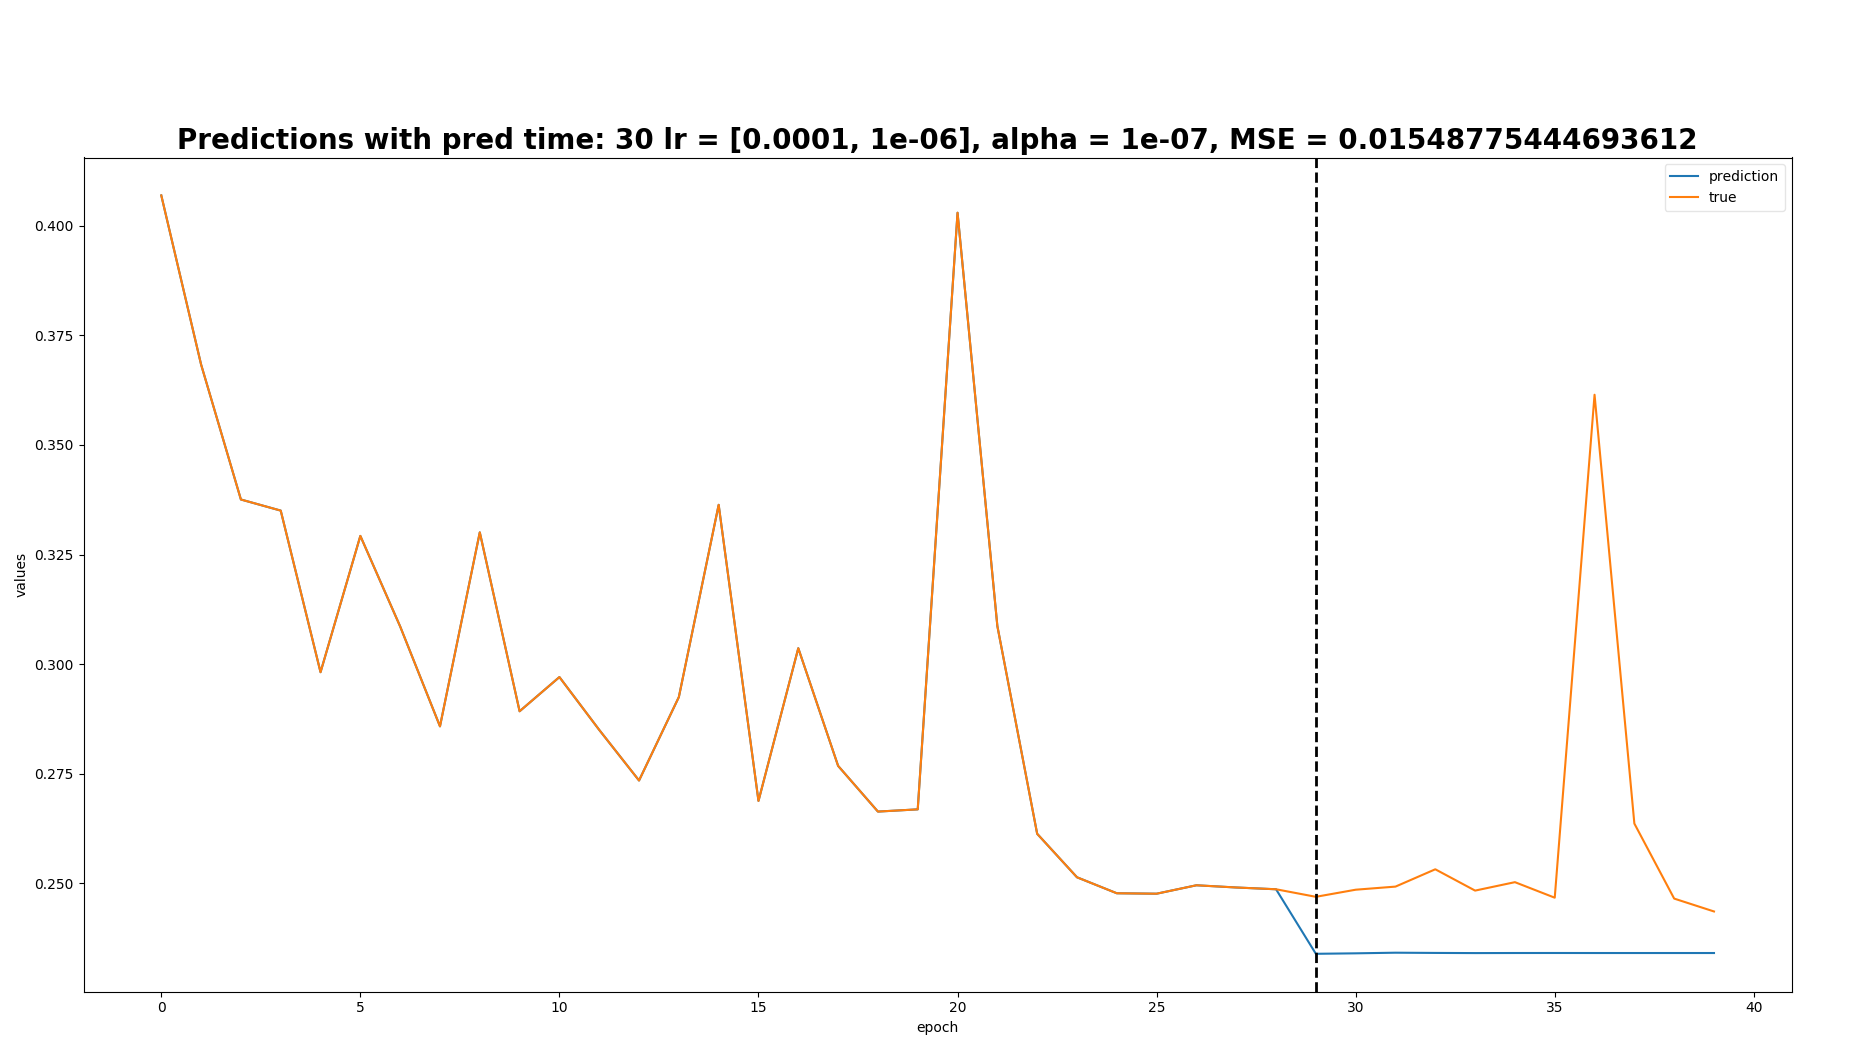 Predictions with pred time: 30 lr = [0.0001, 1e-06], alpha = 1e-07, MSE = 0.01548775444693612
prediction
true
0.400
0.375
0.350
0.325
0.300
0.275
0.250
values
0 5 10 15 20 25 30 35 40
epoch